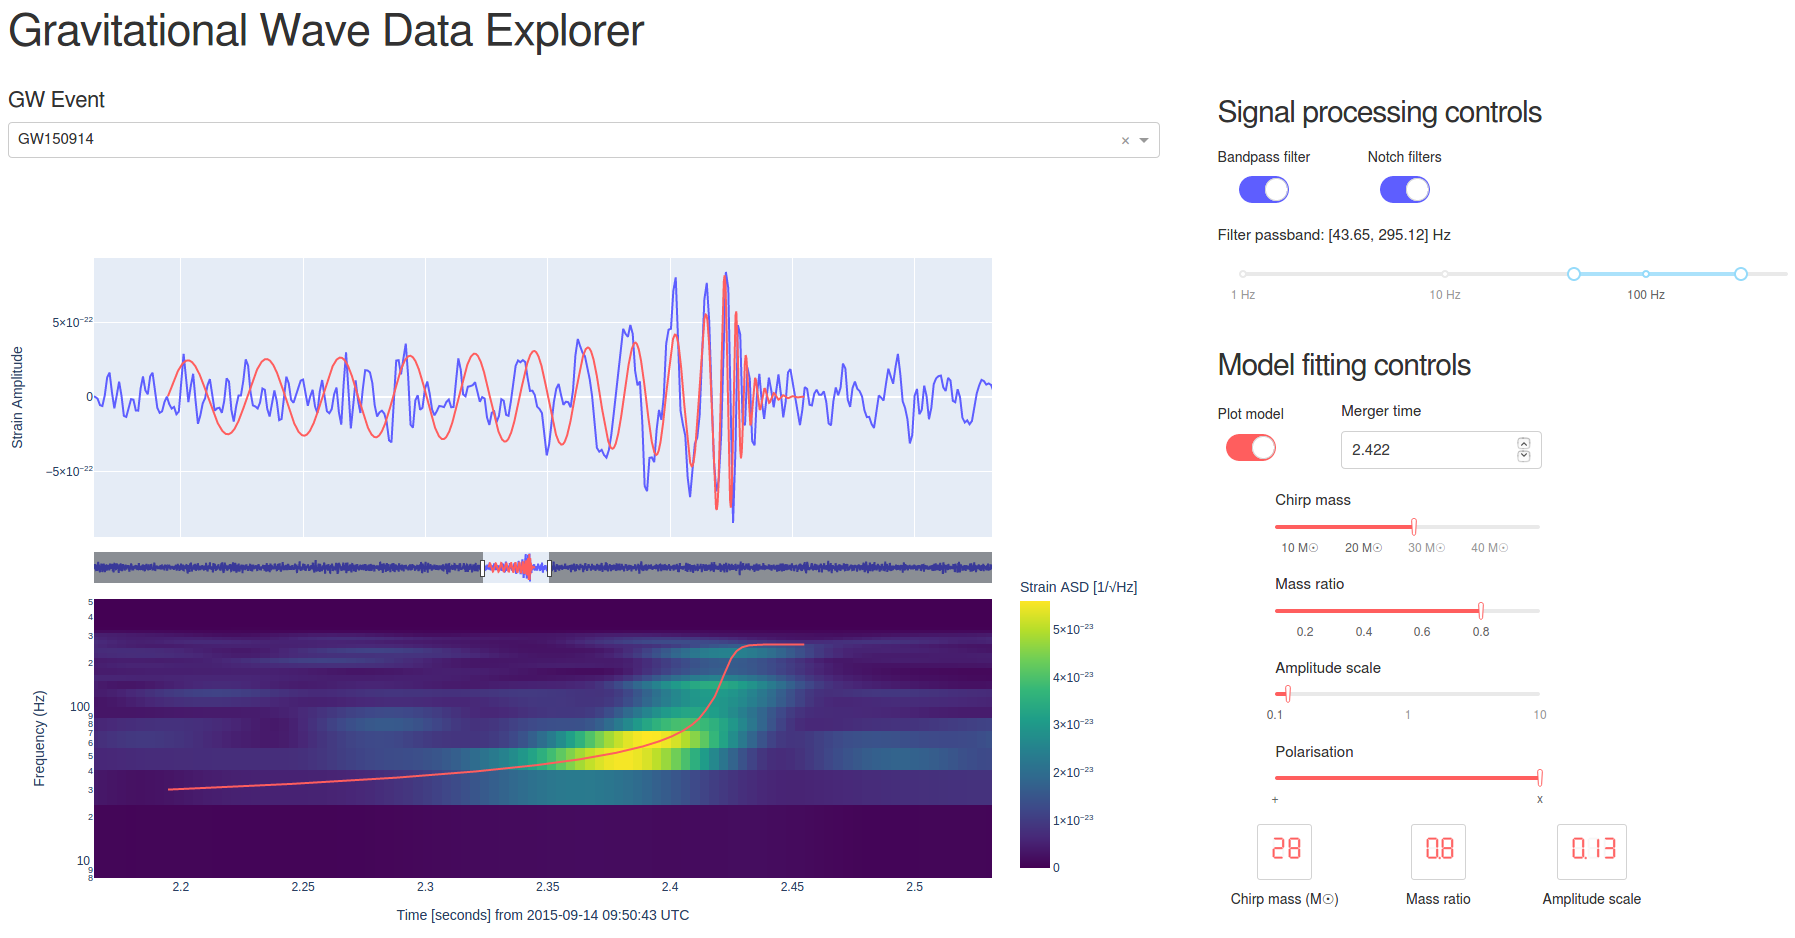 Gravitational Wave Data Explorer
GW Event
GW150914
×
Strain Amplitude
5×10⁻²²
0
−5×10⁻²²
Frequency (Hz)
5
4
3
2
100
9
8
7
6
5
4
3
2
10
9
8
2.2
2.25
2.3
2.35
2.4
2.45
2.5
Time [seconds] from 2015-09-14 09:50:43 UTC
Strain ASD [1/√Hz]
5×10⁻²³
4×10⁻²³
3×10⁻²³
2×10⁻²³
1×10⁻²³
0
Signal processing controls
Bandpass filter Notch filters
Filter passband: [43.65, 295.12] Hz
1 Hz 10 Hz 100 Hz
Model fitting controls
Plot model Merger time
2.422
Chirp mass
10 M☉ 20 M☉ 30 M☉ 40 M☉
Mass ratio
0.2 0.4 0.6 0.8
Amplitude scale
0.1 1 10
Polarisation
+ x
28 0.8 0.13
Chirp mass (M☉) Mass ratio Amplitude scale